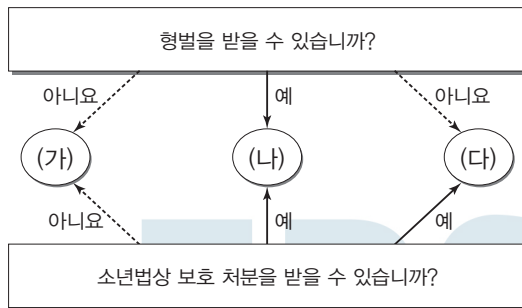 형벌을 받을 수 있습니까?
아니요 예 아니요
(가) (나) (다)
아니요 예 예
소년법상 보호 처분을 받을 수 있습니까?